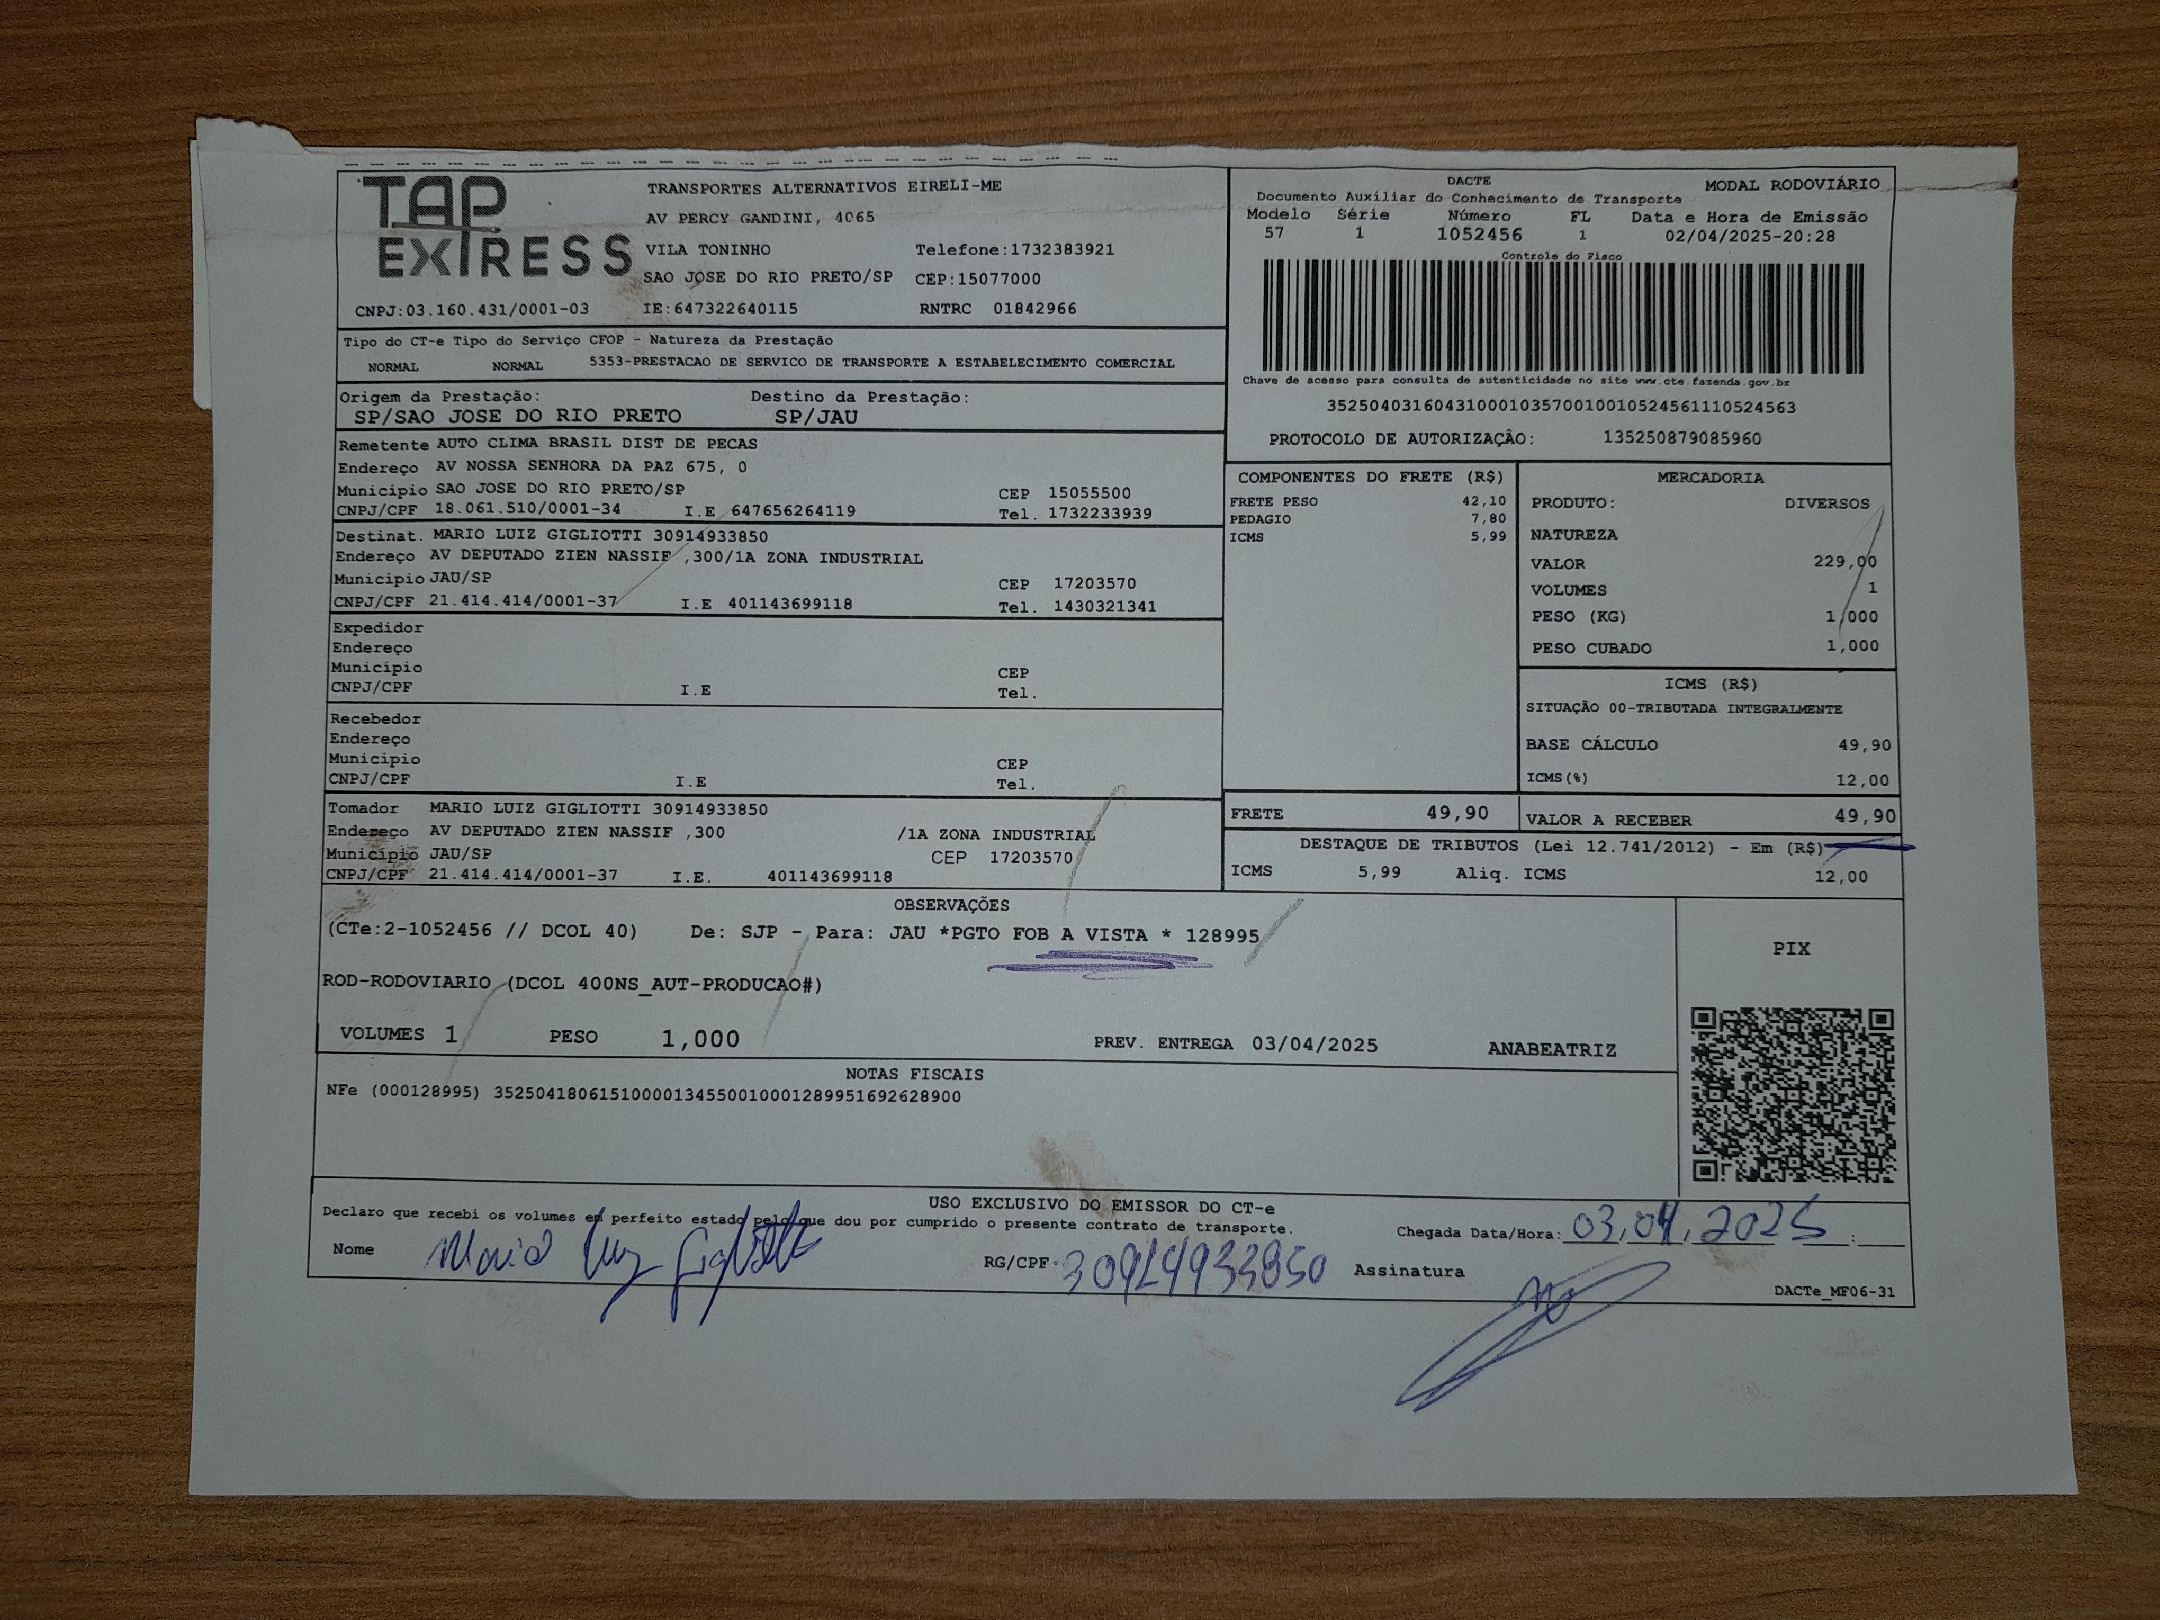 TAP
EXPRESS
TRANSPORTES ALTERNATIVOS EIRELI-ME
AV PERCY GANDINI, 4065
VILA TONINHO Telefone:1732383921
SAO JOSE DO RIO PRETO/SP CEP:15077000
CNPJ:03.160.431/0001-03 IE:647322640115 RNTRC 01842966
DACTE MODAL RODOVIÁRIO
Documento Auxiliar do Conhecimento de Transporte
Modelo Série Número FL Data e Hora de Emissão
57 1 1052456 1 02/04/2025-20:28
Controle do Fisco
Chave de acesso para consulta de autenticidade no site www.cte.fazenda.gov.br
35250403160431000103570010010524561110524563
PROTOCOLO DE AUTORIZAÇÃO: 135250879085960
Tipo do CT-e Tipo do Serviço CFOP - Natureza da Prestação
NORMAL NORMAL 5353-PRESTACAO DE SERVICO DE TRANSPORTE A ESTABELECIMENTO COMERCIAL
Origem da Prestação: Destino da Prestação:
SP/SAO JOSE DO RIO PRETO SP/JAU
Remetente AUTO CLIMA BRASIL DIST DE PECAS
Endereço AV NOSSA SENHORA DA PAZ 675, 0
Município SAO JOSE DO RIO PRETO/SP CEP 15055500
CNPJ/CPF 18.061.510/0001-34 I.E 647656264119 Tel. 1732233939
Destinat. MARIO LUIZ GIGLIOTTI 30914933850
Endereço AV DEPUTADO ZIEN NASSIF ,300/1A ZONA INDUSTRIAL
Município JAU/SP CEP 17203570
CNPJ/CPF 21.414.414/0001-37 I.E 401143699118 Tel. 1430321341
Expedidor
Endereço
Município CEP
CNPJ/CPF I.E Tel.
Recebedor
Endereço
Município CEP
CNPJ/CPF I.E Tel.
Tomador MARIO LUIZ GIGLIOTTI 30914933850
Endereço AV DEPUTADO ZIEN NASSIF ,300 /1A ZONA INDUSTRIAL
Município JAU/SP CEP 17203570
CNPJ/CPF 21.414.414/0001-37 I.E. 401143699118
COMPONENTES DO FRETE (R$)
FRETE PESO 42,10
PEDAGIO 7,80
ICMS 5,99
MERCADORIA
PRODUTO: DIVERSOS
NATUREZA
VALOR 229,00
VOLUMES 1
PESO (KG) 1,000
PESO CUBADO 1,000
ICMS (R$)
SITUAÇÃO 00-TRIBUTADA INTEGRALMENTE
BASE CÁLCULO 49,90
ICMS(%) 12,00
FRETE 49,90 VALOR A RECEBER 49,90
DESTAQUE DE TRIBUTOS (Lei 12.741/2012) - Em (R$)
ICMS 5,99 Aliq. ICMS 12,00
OBSERVAÇÕES
(CTe:2-1052456 // DCOL 40) De: SJP - Para: JAU *PGTO FOB A VISTA * 128995
ROD-RODOVIARIO (DCOL 400NS_AUT-PRODUCAO#)
VOLUMES 1 PESO 1,000 PREV. ENTREGA 03/04/2025 ANABEATRIZ
PIX
NOTAS FISCAIS
NFe (000128995) 35250418061510000134550010001289951692628900
USO EXCLUSIVO DO EMISSOR DO CT-e
Declaro que recebi os volumes em perfeito estado pelo que dou por cumprido o presente contrato de transporte. Chegada Data/Hora: 03.04.2025 :
Nome Mario Luiz Gigliotti RG/CPF 30914933850 Assinatura
DACTe_MF06-31